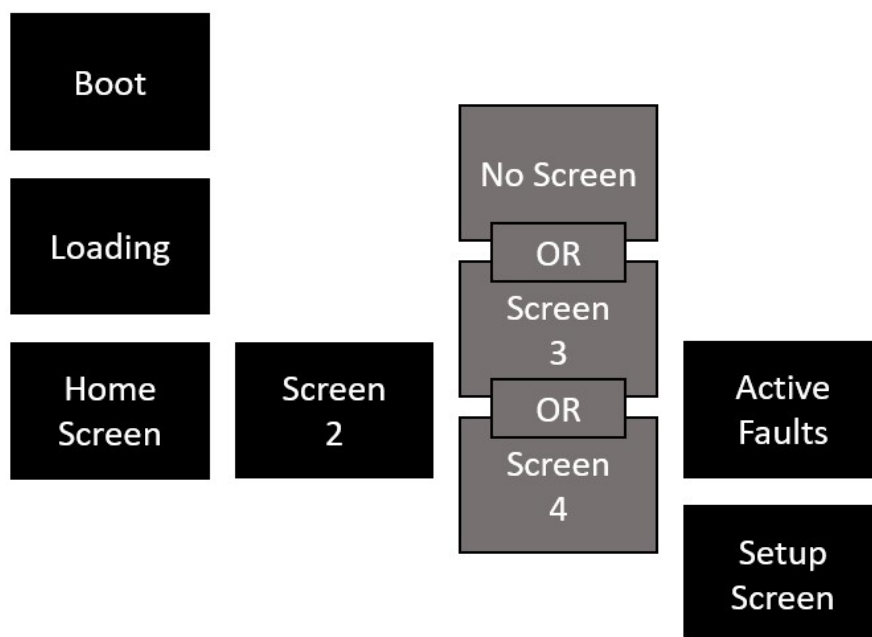 Boot
Loading
Home
Screen
Screen
2
No Screen
OR
Screen
3
OR
Screen
4
Active
Faults
Setup
Screen